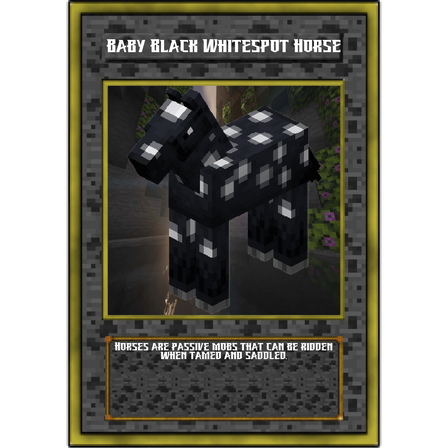 Baby Black Whitespot Horse
Horses are passive mobs that can be ridden
when tamed and saddled.